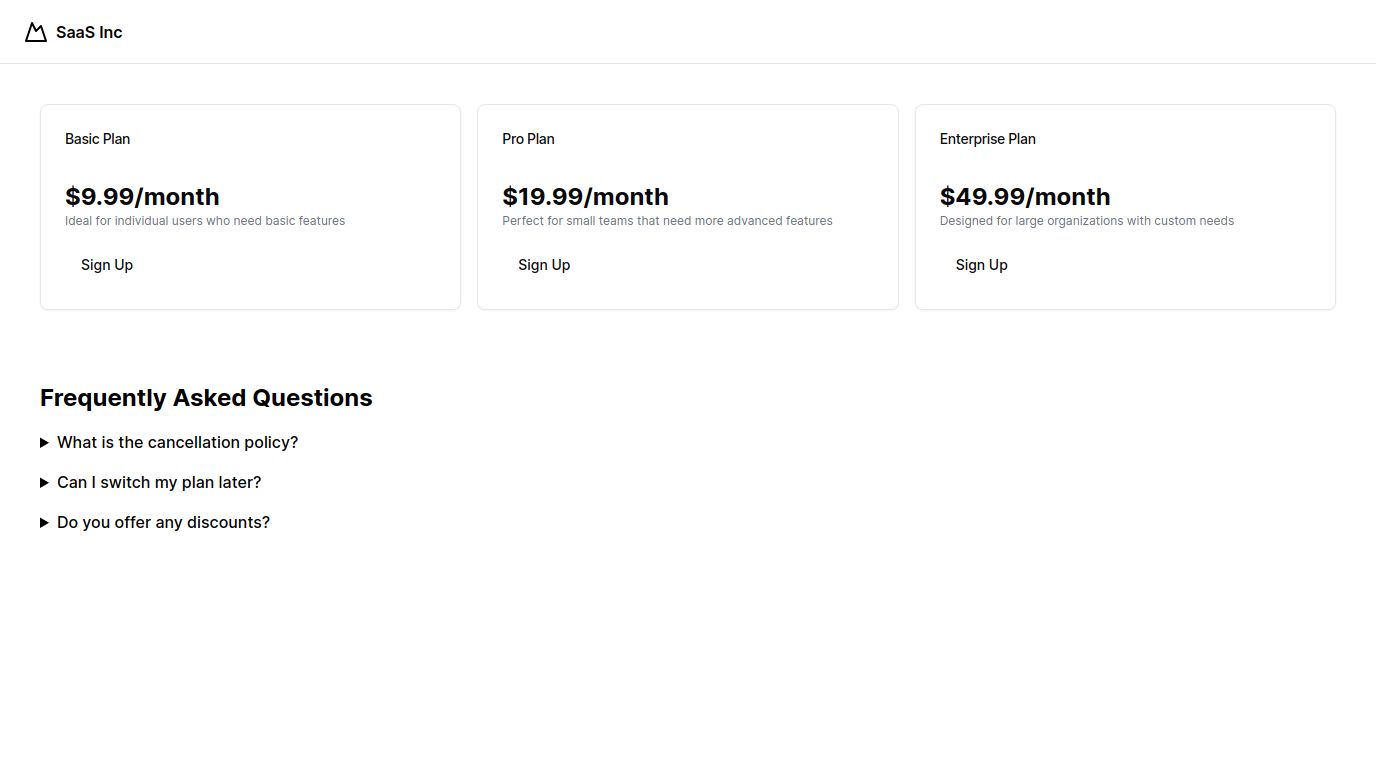 SaaS Inc
Basic Plan
$9.99/month
Ideal for individual users who need basic features
Sign Up
Pro Plan
$19.99/month
Perfect for small teams that need more advanced features
Sign Up
Enterprise Plan
$49.99/month
Designed for large organizations with custom needs
Sign Up
Frequently Asked Questions
What is the cancellation policy?
Can I switch my plan later?
Do you offer any discounts?